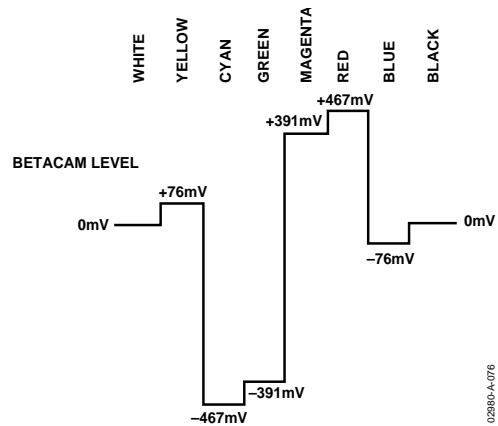 WHITE
YELLOW
CYAN
GREEN
MAGENTA
RED
BLUE
BLACK
+467mV
+391mV
BETACAM LEVEL
+76mV
0mV
0mV
–76mV
–391mV
–467mV
02980-A-076